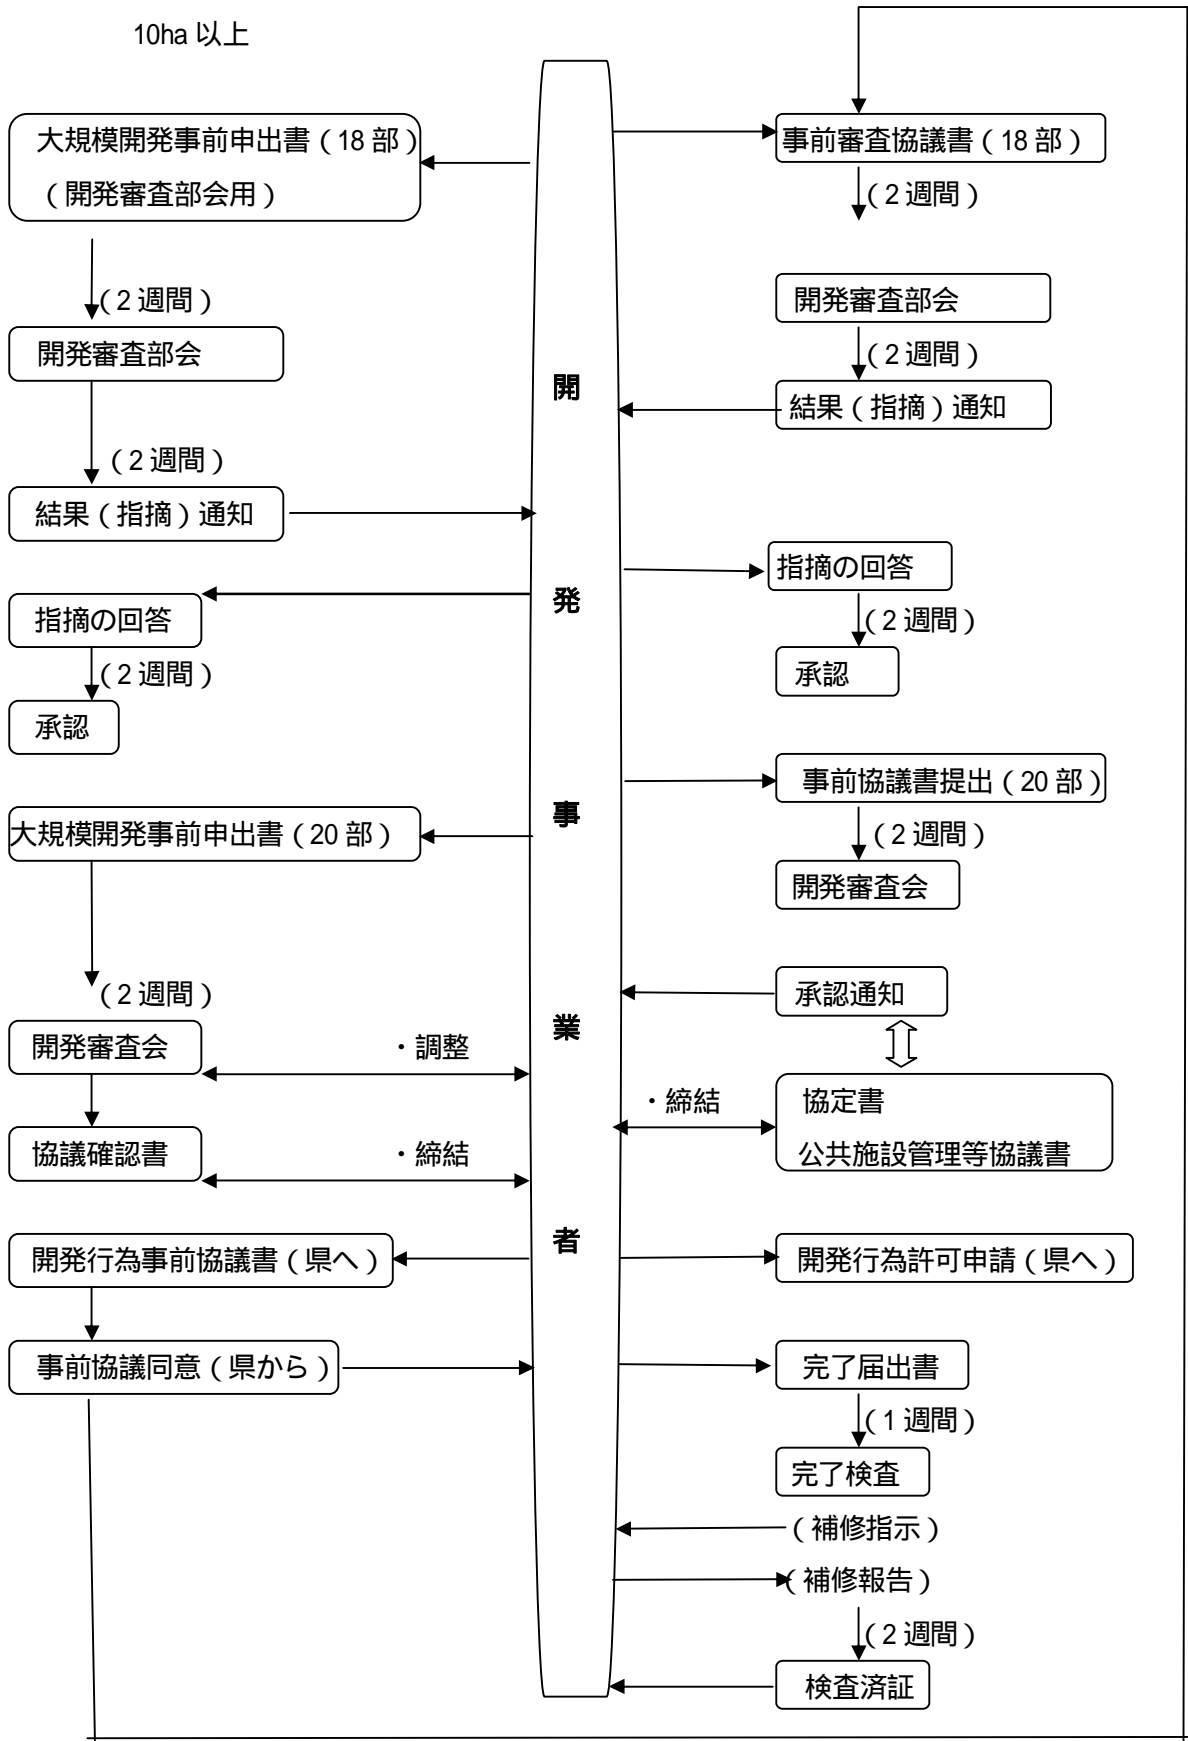 10ha 以上
大規模開発事前申出書（18 部）
（開発審査部会用）
（2 週間）
開発審査部会
（2 週間）
結果（指摘）通知
指摘の回答
（2 週間）
承認
大規模開発事前申出書（20 部）
（2 週間）
開発審査会
・調整
協議確認書
・締結
開発行為事前協議書（県へ）
事前協議同意（県から）
開
発
事
業
者
事前審査協議書（18 部）
（2 週間）
開発審査部会
（2 週間）
結果（指摘）通知
指摘の回答
（2 週間）
承認
事前協議書提出（20 部）
（2 週間）
開発審査会
承認通知
・締結
協定書
公共施設管理等協議書
開発行為許可申請（県へ）
完了届出書
（1 週間）
完了検査
（補修指示）
（補修報告）
（2 週間）
検査済証